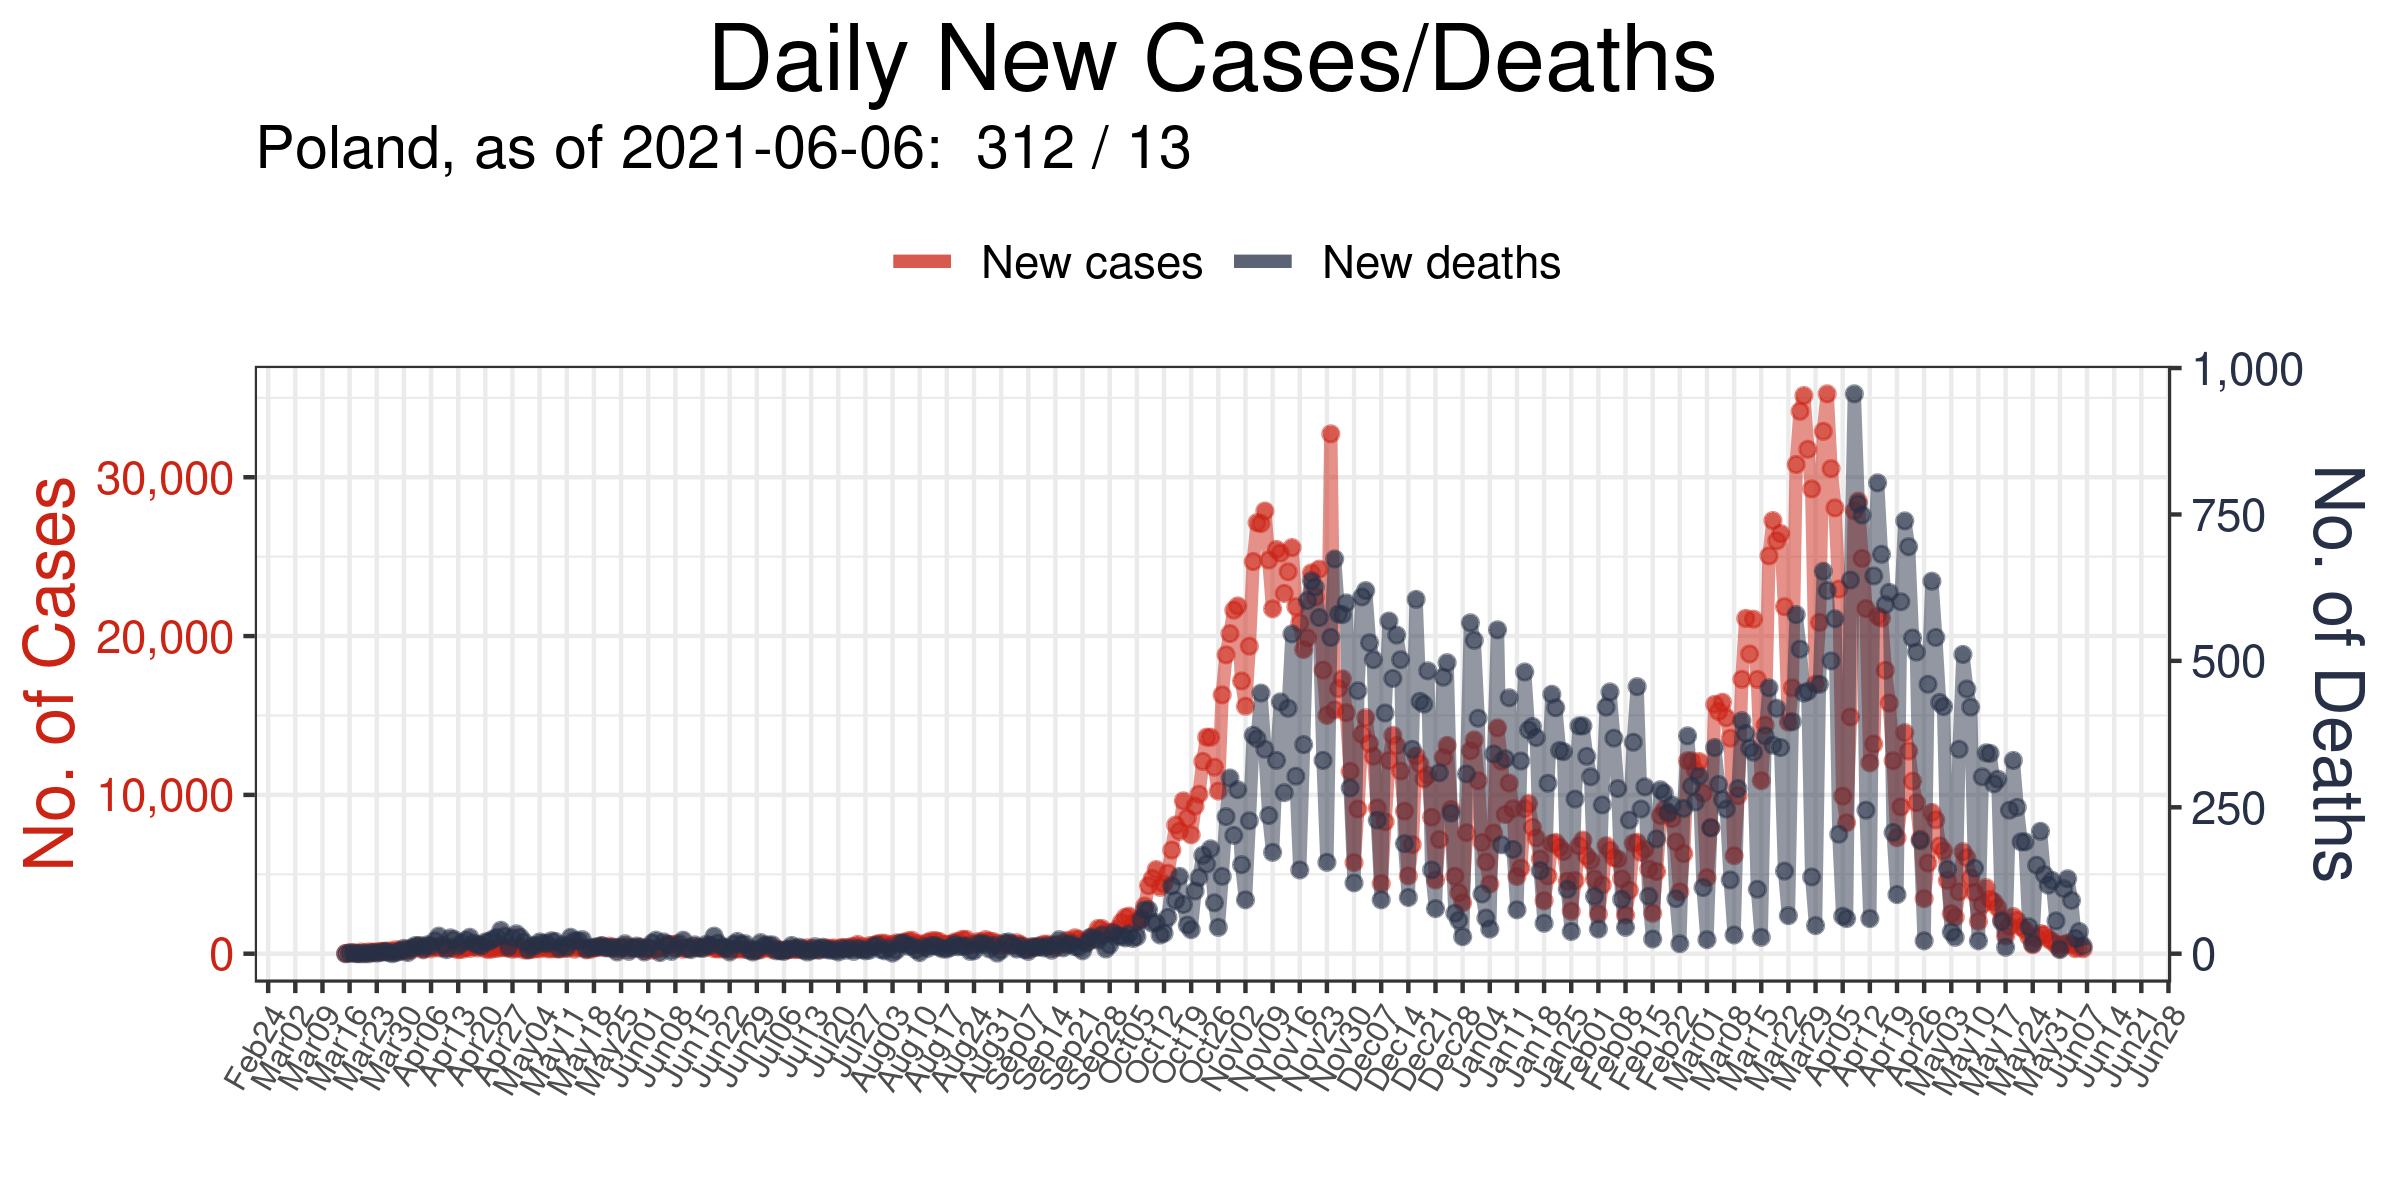 Daily New Cases/Deaths
Poland, as of 2021-06-06:  312 / 13
New cases
New deaths
No. of Cases
30,000
20,000
10,000
0
1,000
750
500
250
0
No. of Deaths
Feb24
Mar02
Mar09
Mar16
Mar23
Mar30
Apr06
Apr13
Apr20
Apr27
May04
May11
May18
May25
Jun01
Jun08
Jun15
Jun22
Jun29
Jul06
Jul13
Jul20
Jul27
Aug03
Aug10
Aug17
Aug24
Aug31
Sep07
Sep14
Sep21
Sep28
Oct05
Oct12
Oct19
Oct26
Nov02
Nov09
Nov16
Nov23
Nov30
Dec07
Dec14
Dec21
Dec28
Jan04
Jan11
Jan18
Jan25
Feb01
Feb08
Feb15
Feb22
Mar01
Mar08
Mar15
Mar22
Mar29
Apr05
Apr12
Apr19
Apr26
May03
May10
May17
May24
May31
Jun07
Jun14
Jun21
Jun28